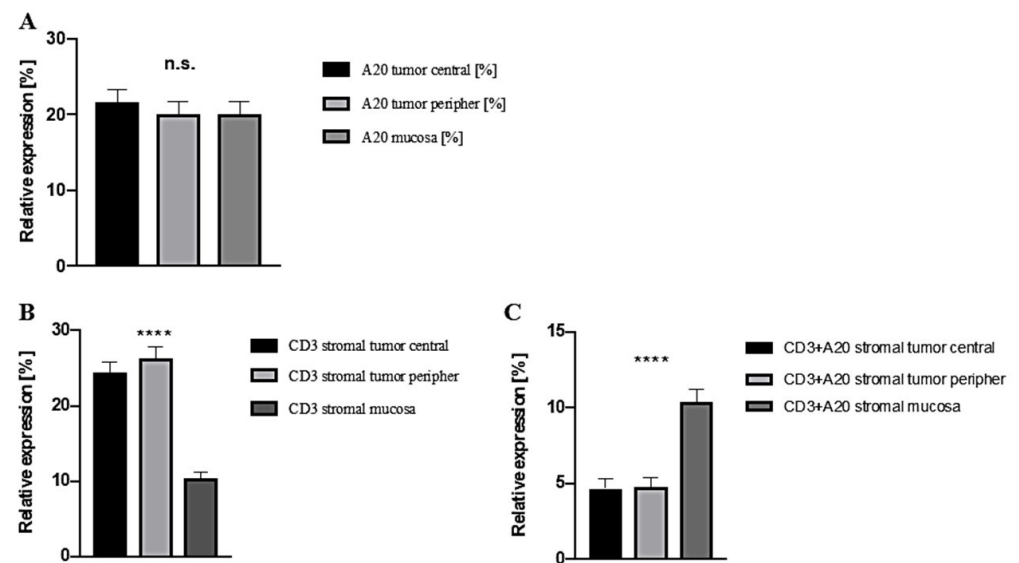 A
30
20
10
0
Relative expression [%]
n.s.
A20 tumor central [%]
A20 tumor peripher [%]
A20 mucosa [%]
B
30
20
10
0
Relative expression [%]
****
CD3 stromal tumor central
CD3 stromal tumor peripher
CD3 stromal mucosa
C
15
10
5
0
Relative expression [%]
****
CD3+A20 stromal tumor central
CD3+A20 stromal tumor peripher
CD3+A20 stromal mucosa